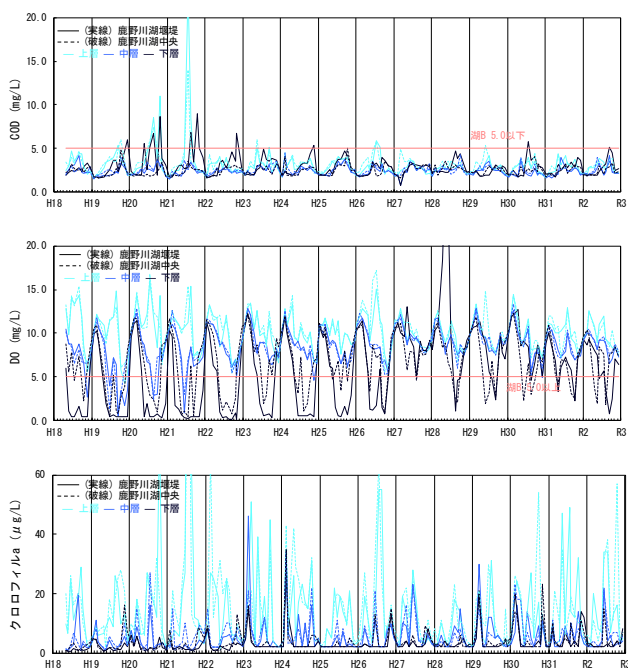 20.0
15.0
10.0
5.0
0.0
COD (mg/L)
(実線) 鹿野川湖堰堤
(破線) 鹿野川湖中央
上層 中層 下層
湖B 5.0以下
H18 H19 H20 H21 H22 H23 H24 H25 H26 H27 H28 H29 H30 H31 R2 R3
20.0
15.0
10.0
5.0
0.0
DO (mg/L)
(実線) 鹿野川湖堰堤
(破線) 鹿野川湖中央
上層 中層 下層
湖B 5.0以上
H18 H19 H20 H21 H22 H23 H24 H25 H26 H27 H28 H29 H30 H31 R2 R3
60
40
20
0
クロロフィルa (μg/L)
(実線) 鹿野川湖堰堤
(破線) 鹿野川湖中央
上層 中層 下層
H18 H19 H20 H21 H22 H23 H24 H25 H26 H27 H28 H29 H30 H31 R2 R3